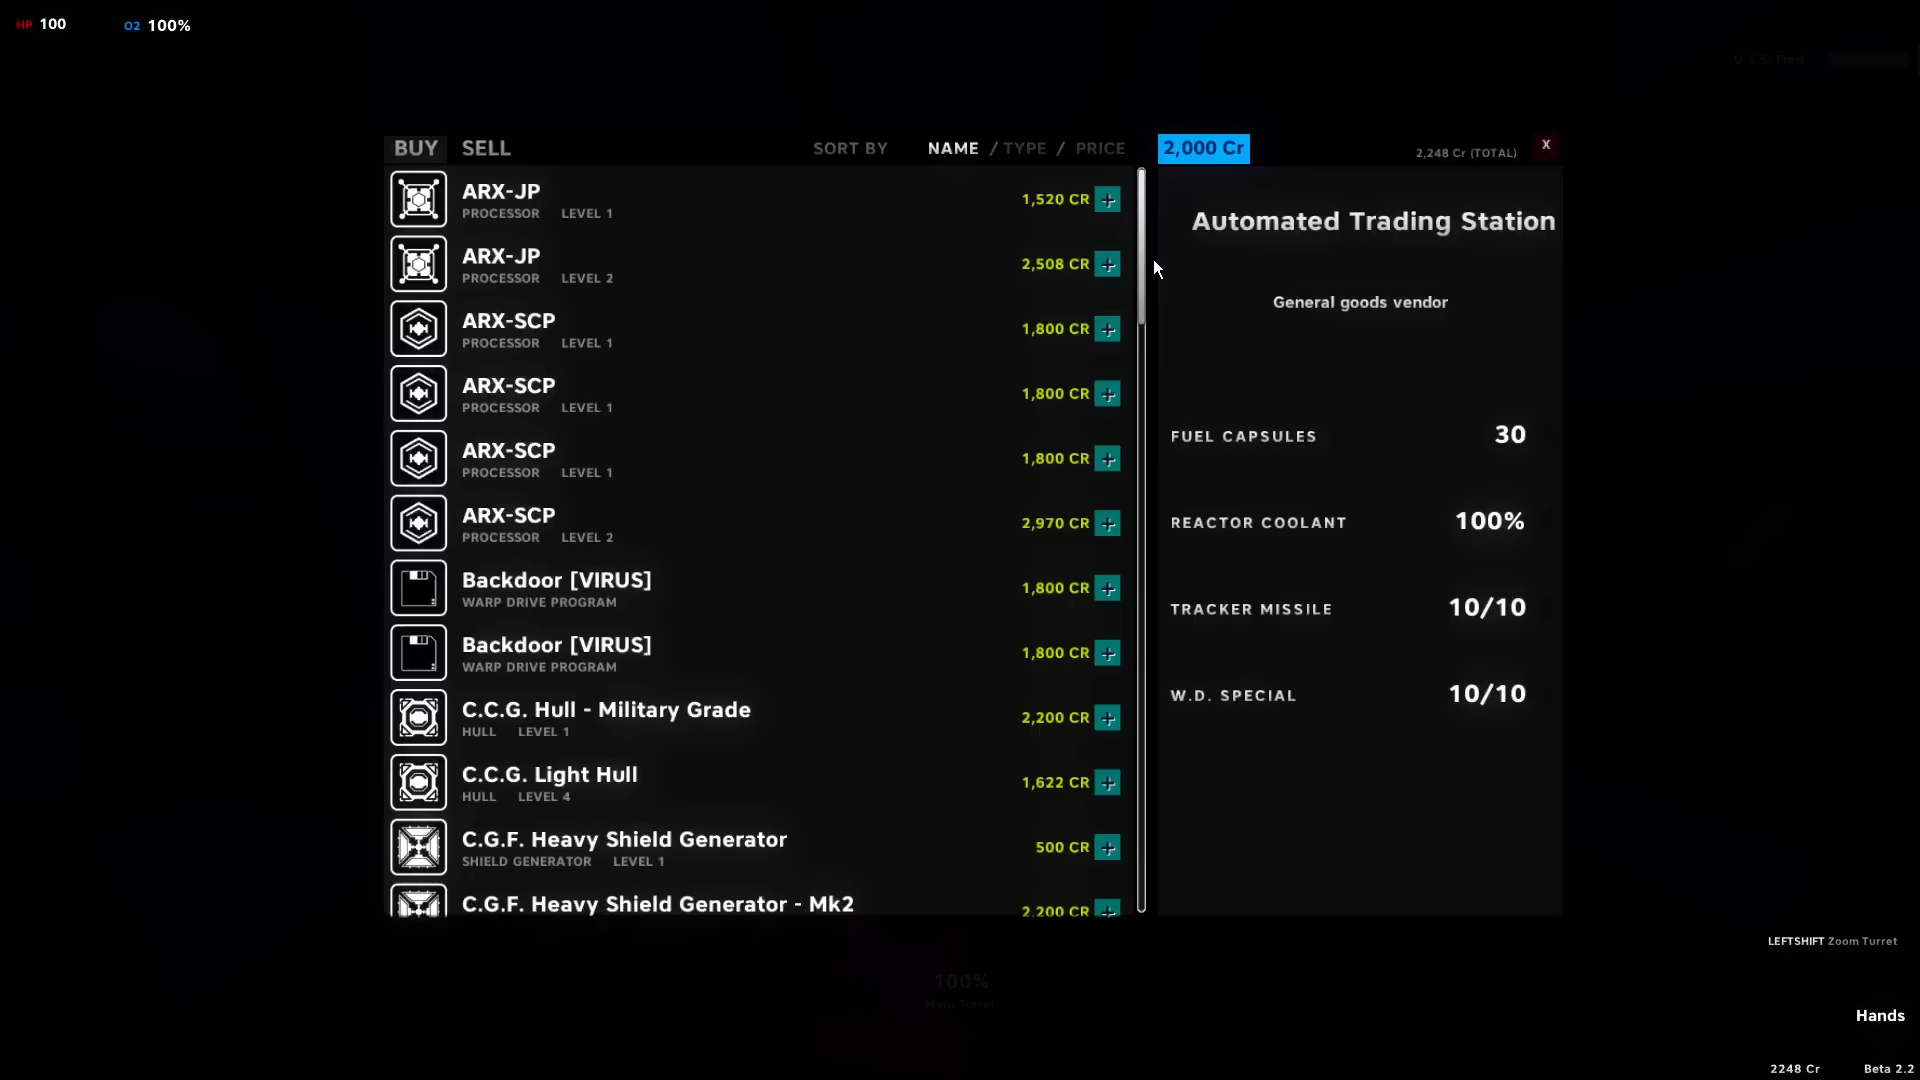 HP 100
O2 100%
U.S.S. Fred
BUY SELL SORT BY NAME / TYPE / PRICE
2,000 Cr
2,248 Cr (TOTAL)
X
ARX-JP
PROCESSOR LEVEL 1
1,520 CR +
ARX-JP
PROCESSOR LEVEL 2
2,508 CR +
ARX-SCP
PROCESSOR LEVEL 1
1,800 CR +
ARX-SCP
PROCESSOR LEVEL 1
1,800 CR +
ARX-SCP
PROCESSOR LEVEL 1
1,800 CR +
ARX-SCP
PROCESSOR LEVEL 2
2,970 CR +
Backdoor [VIRUS]
WARP DRIVE PROGRAM
1,800 CR +
Backdoor [VIRUS]
WARP DRIVE PROGRAM
1,800 CR +
C.C.G. Hull - Military Grade
HULL LEVEL 1
2,200 CR +
C.C.G. Light Hull
HULL LEVEL 4
1,622 CR +
C.G.F. Heavy Shield Generator
SHIELD GENERATOR LEVEL 1
500 CR +
C.G.F. Heavy Shield Generator - Mk2
2,200 CR +
Automated Trading Station
General goods vendor
FUEL CAPSULES 30
REACTOR COOLANT 100%
TRACKER MISSILE 10/10
W.D. SPECIAL 10/10
LEFTSHIFT Zoom Turret
100%
Main Turret
Hands
2248 Cr Beta 2.2